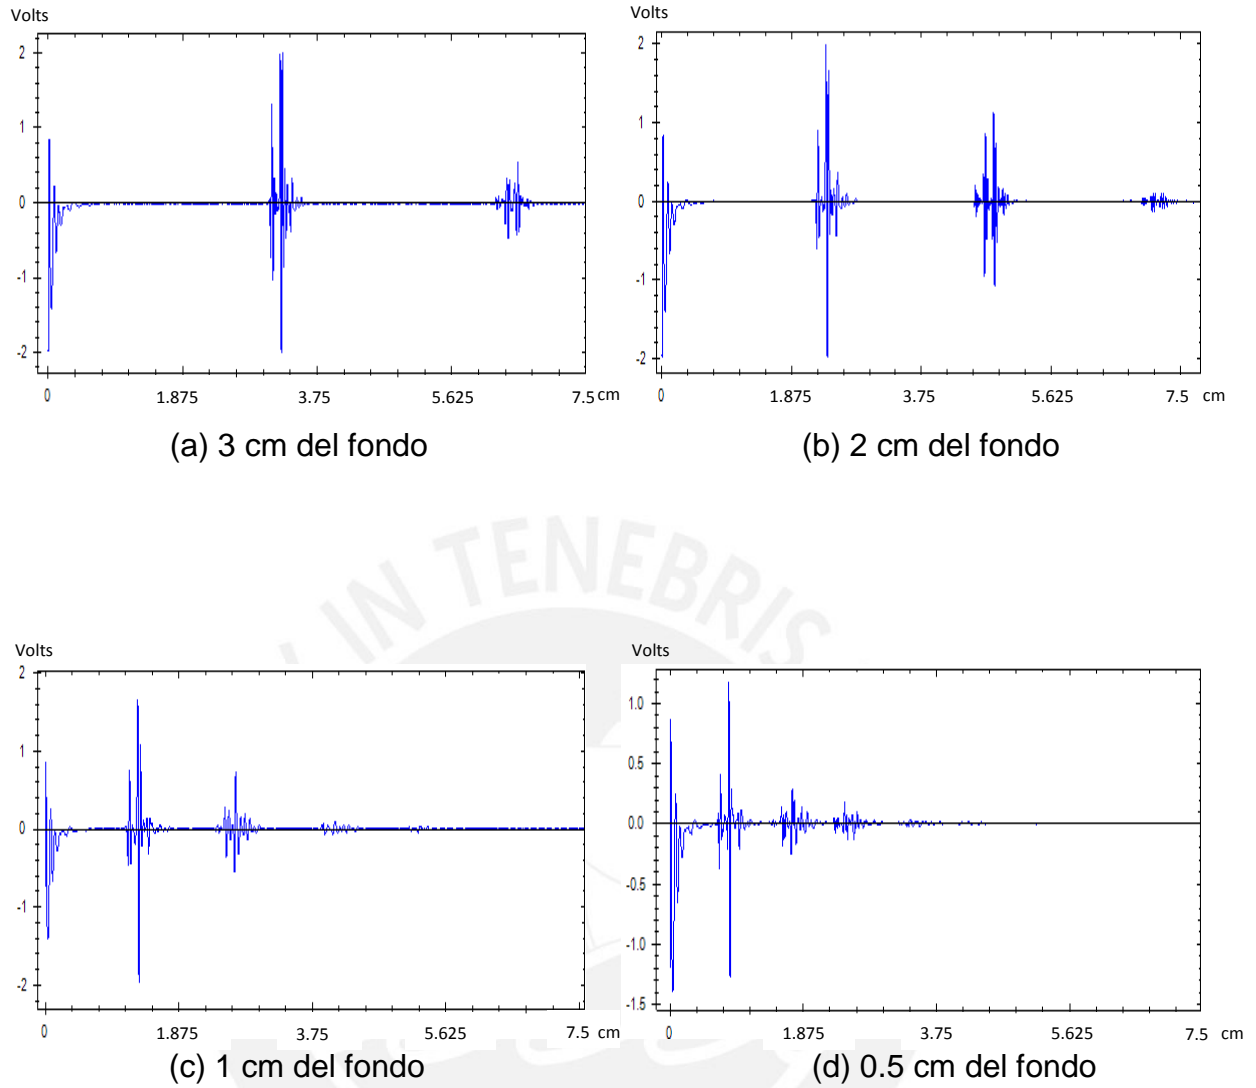 Volts
2
1
0
-1
-2
0 1.875 3.75 5.625 7.5 cm
(a) 3 cm del fondo
Volts
2
1
0
-1
-2
0 1.875 3.75 5.625 7.5 cm
(b) 2 cm del fondo
IN TENEBRIS
Volts
2
1
0
-1
-2
0 1.875 3.75 5.625 7.5 cm
(c) 1 cm del fondo
Volts
1.0
0.5
0.0
-0.5
-1.0
-1.5
0 1.875 3.75 5.625 7.5 cm
(d) 0.5 cm del fondo